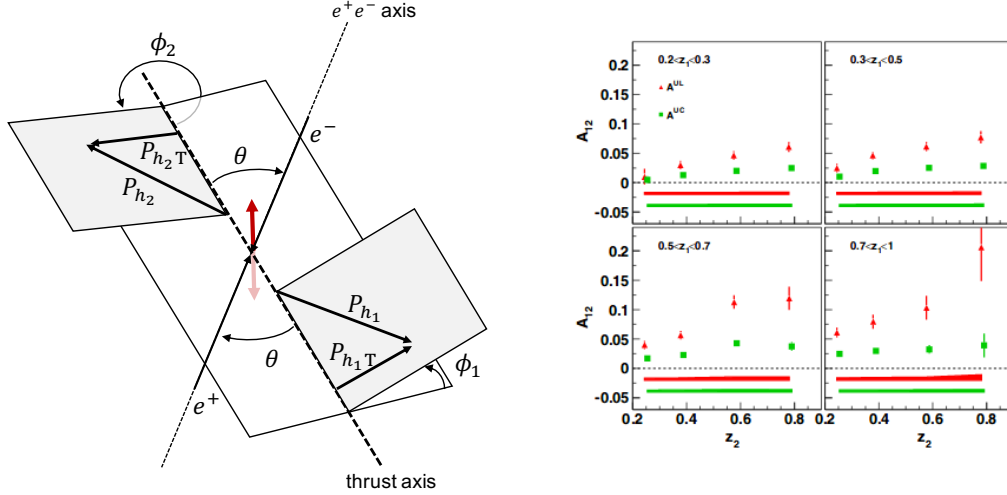 e⁺e⁻ axis
ϕ₂
e⁻
P_{h₂T}
θ
P_{h₂}
P_{h₁}
θ
P_{h₁T}
ϕ₁
e⁺
thrust axis
0.2<z₁<0.3
0.3<z₁<0.5
A^{UL}
A^{UC}
A₁₂
0.2
0.15
0.1
0.05
0
-0.05
0.5<z₁<0.7
0.7<z₁<1
A₁₂
0.2
0.15
0.1
0.05
0
-0.05
0.2 0.4 0.6 0.8 0.2 0.4 0.6 0.8
z₂ z₂